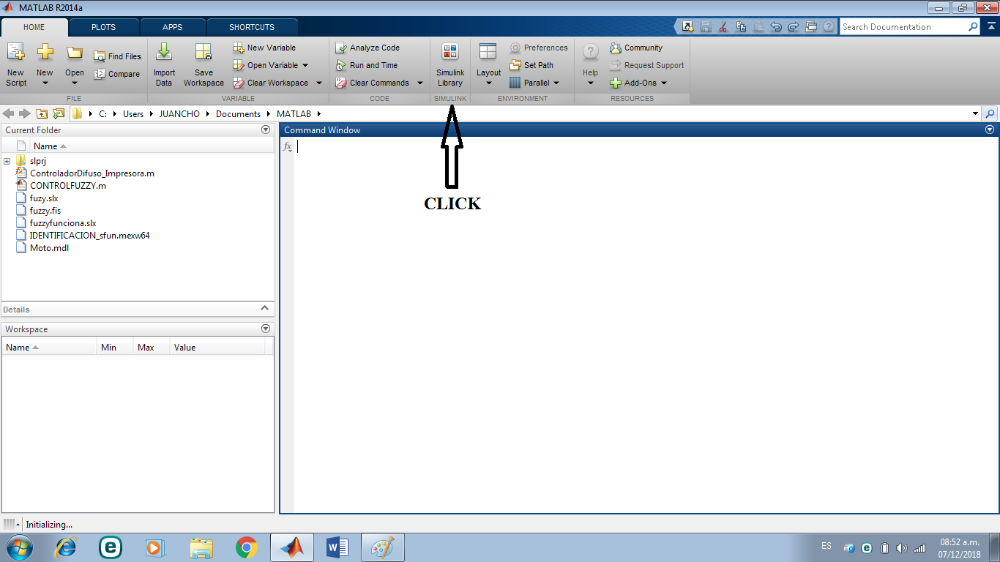 MATLAB R2014a
HOME PLOTS APPS SHORTCUTS
Search Documentation
New Script
New
Open
Find Files
Compare
FILE
Import Data
Save Workspace
New Variable
Open Variable
Clear Workspace
VARIABLE
Analyze Code
Run and Time
Clear Commands
CODE
Simulink Library
SIMULINK
Layout
Preferences
Set Path
Parallel
ENVIRONMENT
Help
Community
Request Support
Add-Ons
RESOURCES
C: Users JUANCHO Documents MATLAB
Current Folder
Name
slprj
ControladorDifuso_Impresora.m
CONTROLFUZZY.m
fuzy.slx
fuzzy.fis
fuzzyfunciona.slx
IDENTIFICACION_sfun.mexw64
Moto.mdl
Details
Workspace
Name Min Max Value
Command Window
fx
CLICK
Initializing...
ES
08:52 a.m.
07/12/2018